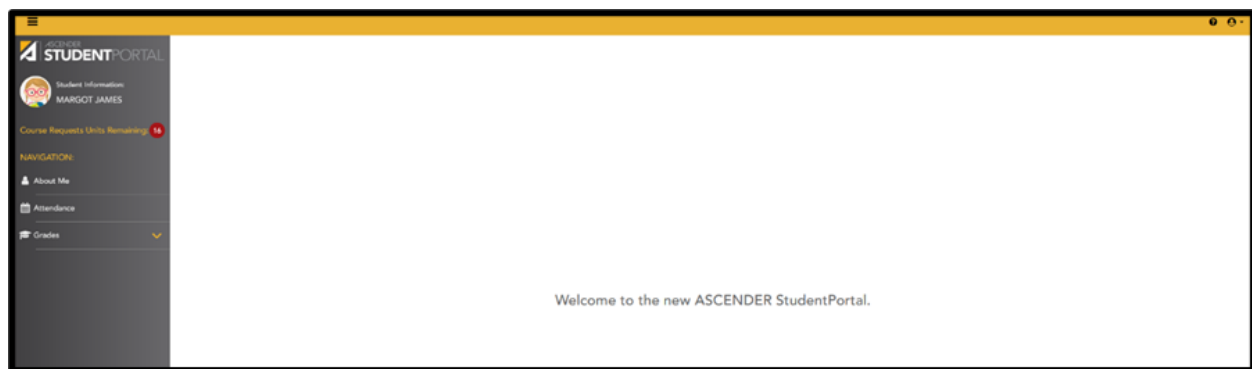 ASCENDER
STUDENTPORTAL
Student Information:
MARGOT JAMES
Course Requests Units Remaining: 16
NAVIGATION:
About Me
Attendance
Grades
Welcome to the new ASCENDER StudentPortal.